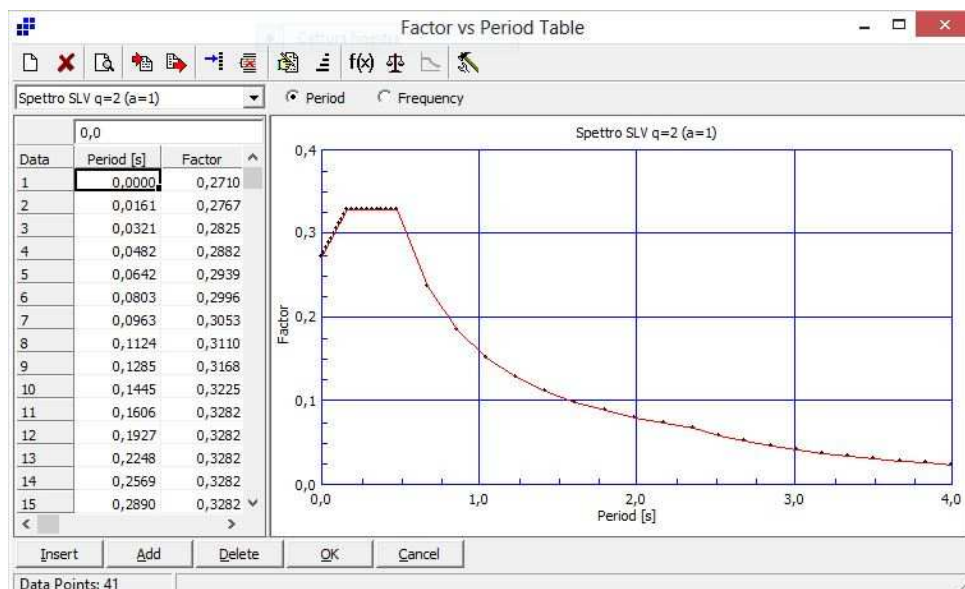 Factor vs Period Table
f(x)
Spettro SLV q=2 (a=1)
Period
Frequency
0,0
Data Period [s] Factor
1 0,0000 0,2710
2 0,0161 0,2767
3 0,0321 0,2825
4 0,0482 0,2882
5 0,0642 0,2939
6 0,0803 0,2996
7 0,0963 0,3053
8 0,1124 0,3110
9 0,1285 0,3168
10 0,1445 0,3225
11 0,1606 0,3282
12 0,1927 0,3282
13 0,2248 0,3282
14 0,2569 0,3282
15 0,2890 0,3282
Spettro SLV q=2 (a=1)
0,4
0,3
0,2
0,1
0,0
Factor
0,0 1,0 2,0 3,0 4,0
Period [s]
Insert Add Delete OK Cancel
Data Points: 41